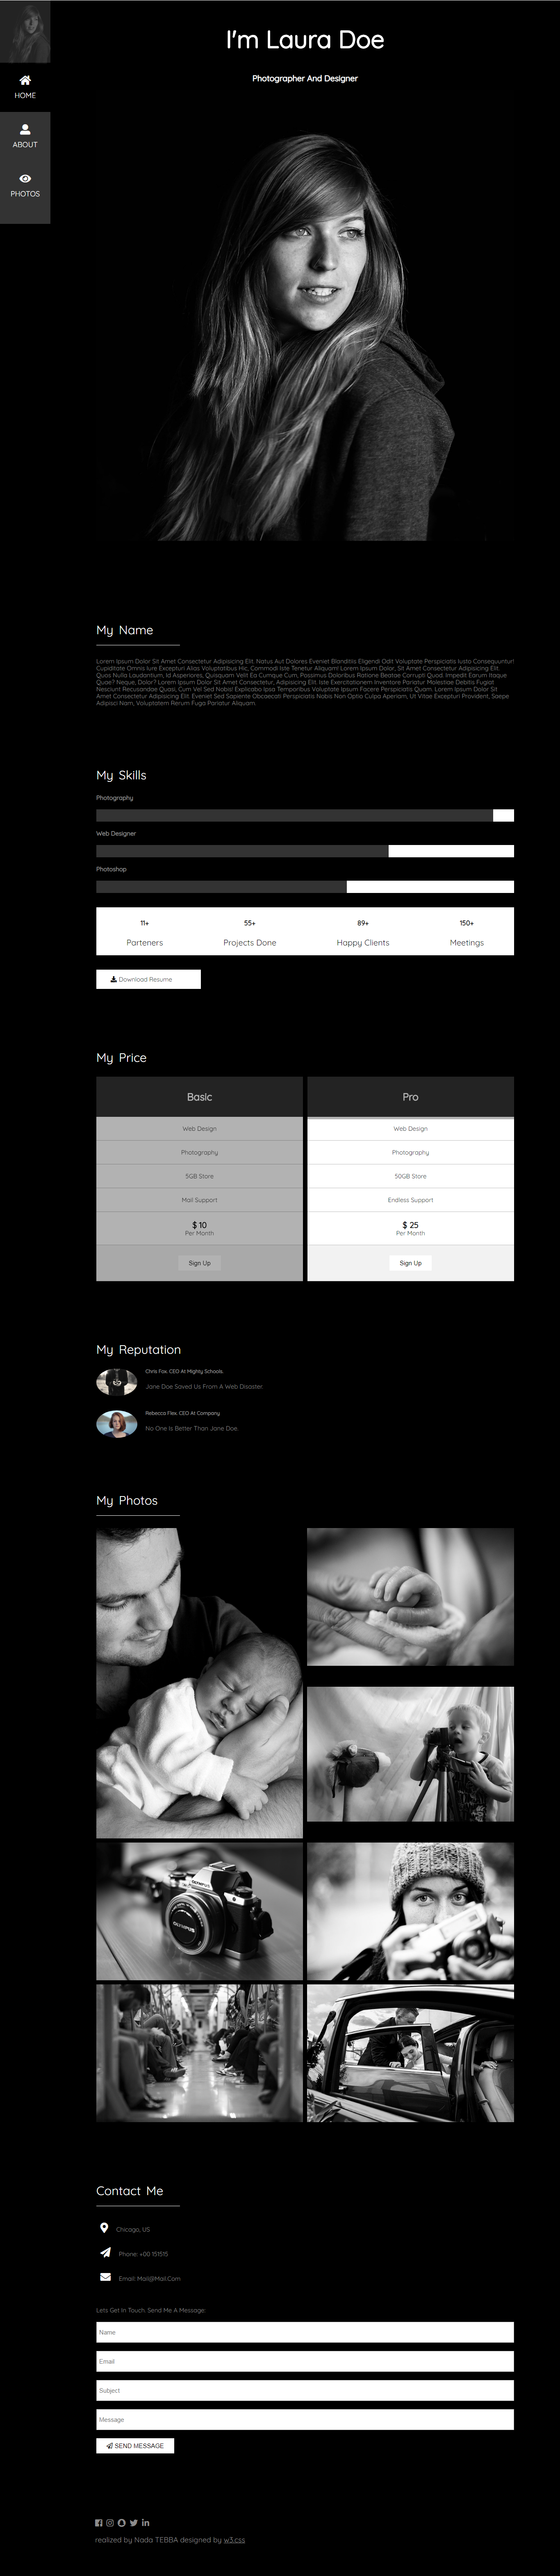 I'm Laura Doe
Photographer And Designer
HOME
ABOUT
PHOTOS
My Name
Lorem Ipsum Dolor Sit Amet Consectetur Adipisicing Elit. Natus Aut Dolores Eveniet Blanditiis Eligendi Odit Voluptate Perspiciatis Iusto Consequuntur!
Cupiditate Omnis Iure Excepturi Alias Voluptatibus Hic, Commodi Iste Tenetur Aliquam! Lorem Ipsum Dolor, Sit Amet Consectetur Adipisicing Elit.
Quos Nulla Laudantium, Id Asperiores, Quisquam Velit Ea Cumque Cum, Possimus Doloribus Ratione Beatae Corrupti Quod. Impedit Earum Itaque
Quae? Neque, Dolor? Lorem Ipsum Dolor Sit Amet Consectetur, Adipisicing Elit. Iste Exercitationem Inventore Pariatur Molestiae Debitis Fugiat
Nesciunt Recusandae Quasi, Cum Vel Sed Nobis! Explicabo Ipsa Temporibus Voluptate Ipsum Facere Perspiciatis Quam. Lorem Ipsum Dolor Sit
Amet Consectetur Adipisicing Elit. Eveniet Sed Sapiente Obcaecati Perspiciatis Nobis Non Optio Culpa Aperiam, Ut Vitae Excepturi Provident, Saepe
Adipisci Nam, Voluptatem Rerum Fuga Pariatur Aliquam.
My Skills
Photography
Web Designer
Photoshop
11+ 55+ 89+ 150+
Parteners Projects Done Happy Clients Meetings
Download Resume
My Price
Basic Pro
Web Design Web Design
Photography Photography
5GB Store 50GB Store
Mail Support Endless Support
$ 10 $ 25
Per Month Per Month
Sign Up Sign Up
My Reputation
Chris Fox. CEO At Mighty Schools.
Jane Doe Saved Us From A Web Disaster.
Rebecca Flex. CEO At Company
No One Is Better Than Jane Doe.
My Photos
OLYMPUS
OLYMPUS
Contact Me
Chicago, US
Phone: +00 151515
Email: Mail@Mail.Com
Lets Get In Touch. Send Me A Message:
Name
Email
Subject
Message
SEND MESSAGE
realized by Nada TEBBA designed by w3.css